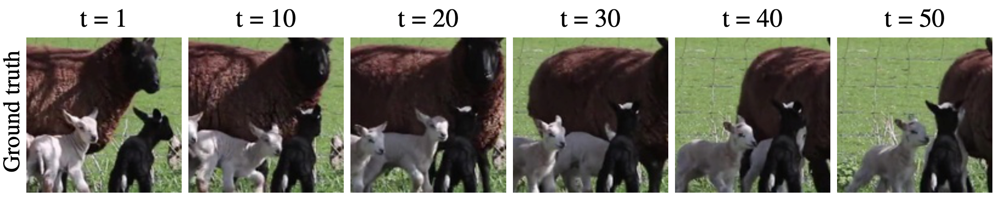 t = 1 t = 10 t = 20 t = 30 t = 40 t = 50
Ground truth